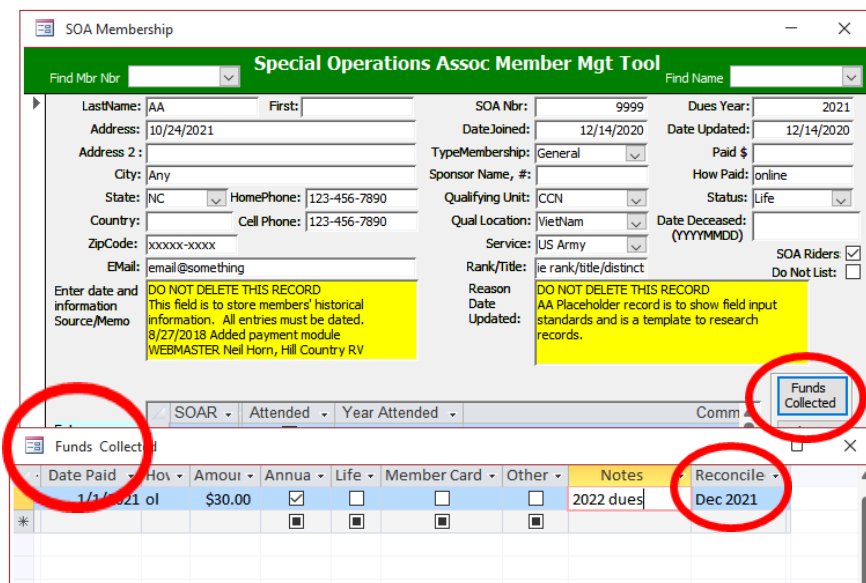 SOA Membership
Special Operations Assoc Member Mgt Tool
Find Mbr Nbr
Find Name
LastName: AA First: SOA Nbr: 9999 Dues Year: 2021
Address: 10/24/2021 DateJoined: 12/14/2020 Date Updated: 12/14/2020
Address 2 : TypeMembership: General Paid $
City: Any Sponsor Name, #: How Paid: online
State: NC HomePhone: 123-456-7890 Qualifying Unit: CCN Status: Life
Country: Cell Phone: 123-456-7890 Qual Location: VietNam Date Deceased:
(YYYYMMDD)
ZipCode: xxxxx-xxxx Service: US Army SOA Riders:
EMail: email@something Rank/Title: ie rank/title/distinct Do Not List:
Enter date and
information
Source/Memo
DO NOT DELETE THIS RECORD
This field is to store members' historical
information. All entries must be dated.
8/27/2018 Added payment module
WEBMASTER Neil Horn, Hill Country RV
Reason
Date
Updated:
DO NOT DELETE THIS RECORD
AA Placeholder record is to show field input
standards and is a template to research
records.
Funds
Collected
SOAR Attended Year Attended Comm
Funds Collected
Date Paid Hov Amour Annua Life Member Card Other Notes Reconcile
1/1/2021 ol $30.00 2022 dues Dec 2021